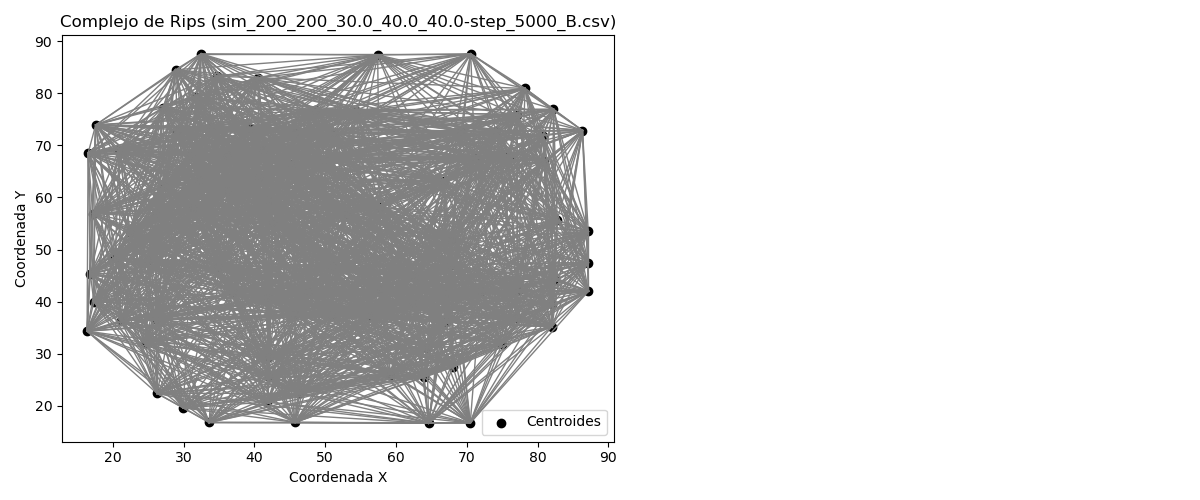 Complejo de Rips (sim_200_200_30.0_40.0_40.0-step_5000_B.csv)
90
80
70
60
50
40
30
20
Coordenada Y
Centroides
20 30 40 50 60 70 80 90
Coordenada X